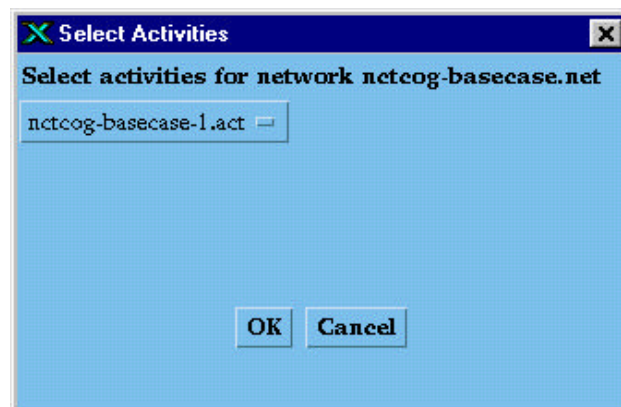 Select Activities
Select activities for network nctcog-basecase.net
nctcog-basecase-1.act
OK Cancel